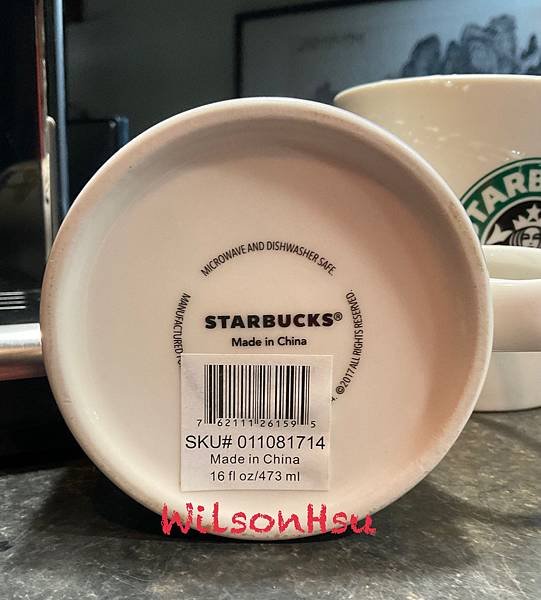 MICROWAVE AND DISHWASHER SAFE.
©2017 ALL RIGHTS RESERVED.
MANUFACTURED
STARBUCKS®
Made in China
7 62111 26159 5
SKU# 011081714
Made in China
16 fl oz/473 ml
STARB
WilsonHsu